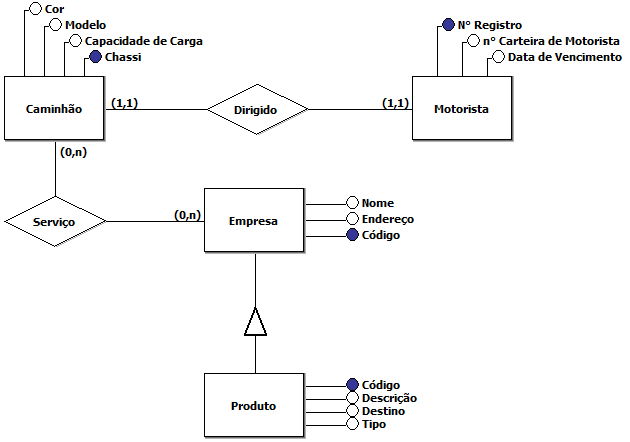 Cor
Modelo
Capacidade de Carga
Chassi
N° Registro
n° Carteira de Motorista
Data de Vencimento
Caminhão
(1,1)
Dirigido
(1,1)
Motorista
(0,n)
Serviço
(0,n)
Empresa
Nome
Endereço
Código
Produto
Código
Descrição
Destino
Tipo